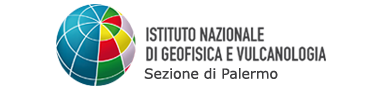 ISTITUTO NAZIONALE
DI GEOFISICA E VULCANOLOGIA
Sezione di Palermo